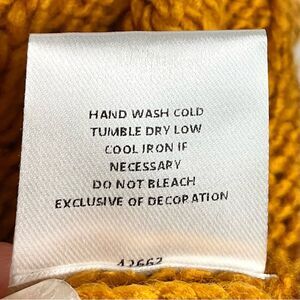 HAND WASH COLD
TUMBLE DRY LOW
COOL IRON IF
NECESSARY
DO NOT BLEACH
EXCLUSIVE OF DECORATION